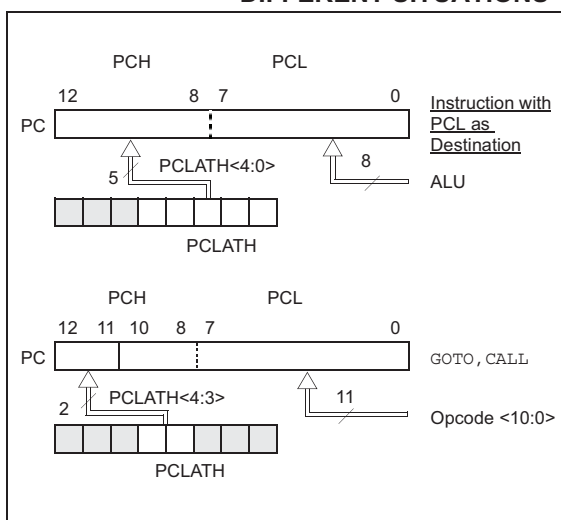 PCH PCL
12 8 7 0
PC
Instruction with
PCL as
Destination
5
PCLATH<4:0>
8
ALU
PCLATH
PCH PCL
12 11 10 8 7 0
PC
GOTO,CALL
2
PCLATH<4:3>
11
Opcode <10:0>
PCLATH